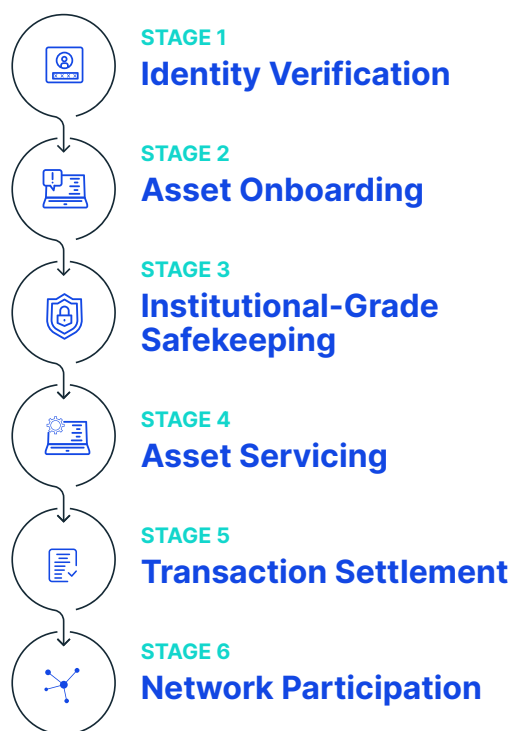 STAGE 1
Identity Verification
STAGE 2
Asset Onboarding
STAGE 3
Institutional-Grade
Safekeeping
STAGE 4
Asset Servicing
STAGE 5
Transaction Settlement
STAGE 6
Network Participation